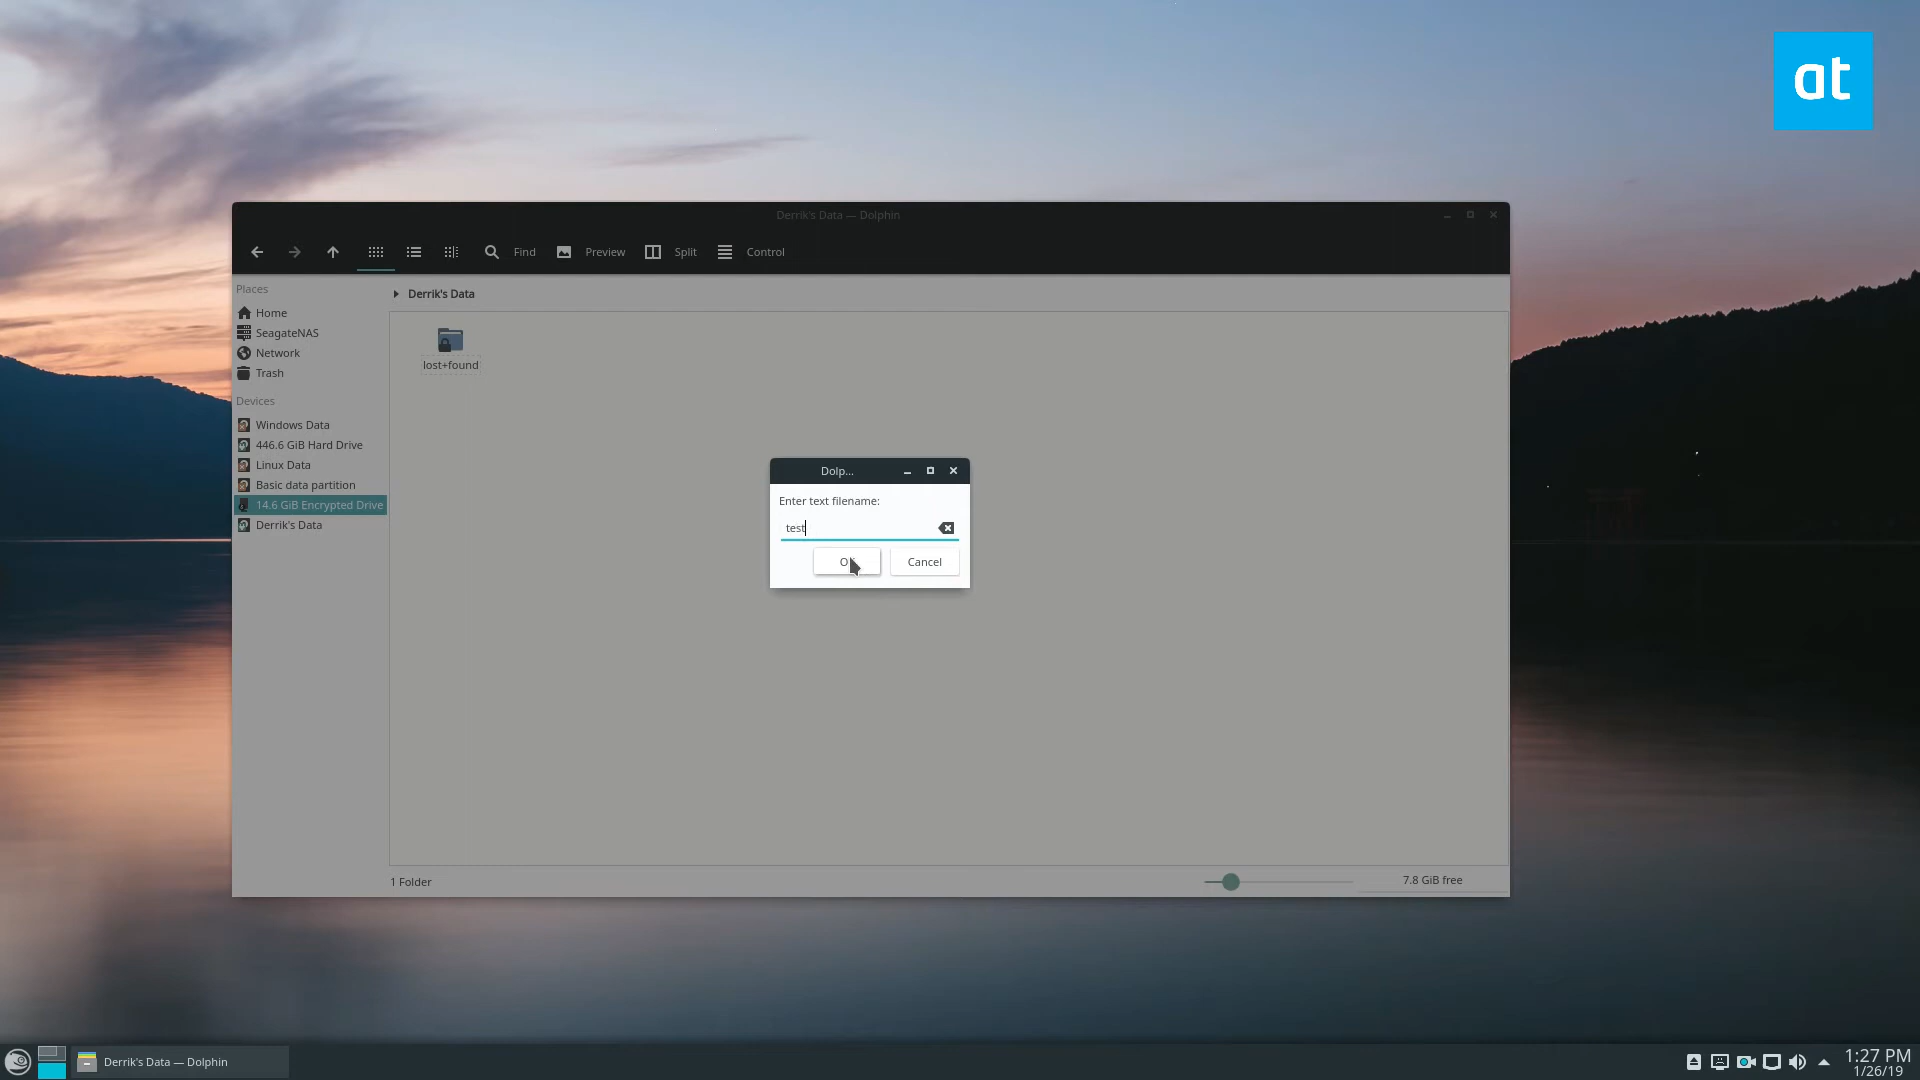 at
Derrik's Data — Dolphin
Find Preview Split Control
Places
Home
SeagateNAS
Network
Trash
Devices
Windows Data
446.6 GiB Hard Drive
Linux Data
Basic data partition
14.6 GiB Encrypted Drive
Derrik's Data
Derrik's Data
lost+found
Dolp...
Enter text filename:
test
Cancel
1 Folder
7.8 GiB free
Derrik's Data — Dolphin
1:27 PM
1/26/19